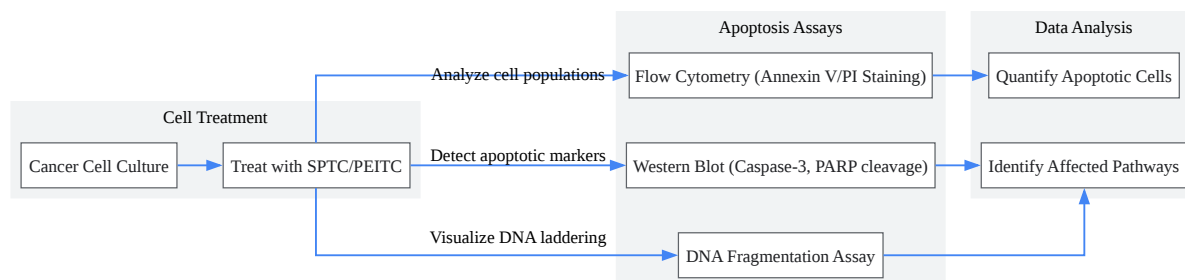 Apoptosis Assays
Data Analysis
Analyze cell populations
Flow Cytometry (Annexin V/PI Staining)
Quantify Apoptotic Cells
Cell Treatment
Cancer Cell Culture
Treat with SPTC/PEITC
Detect apoptotic markers
Western Blot (Caspase-3, PARP cleavage)
Identify Affected Pathways
Visualize DNA laddering
DNA Fragmentation Assay